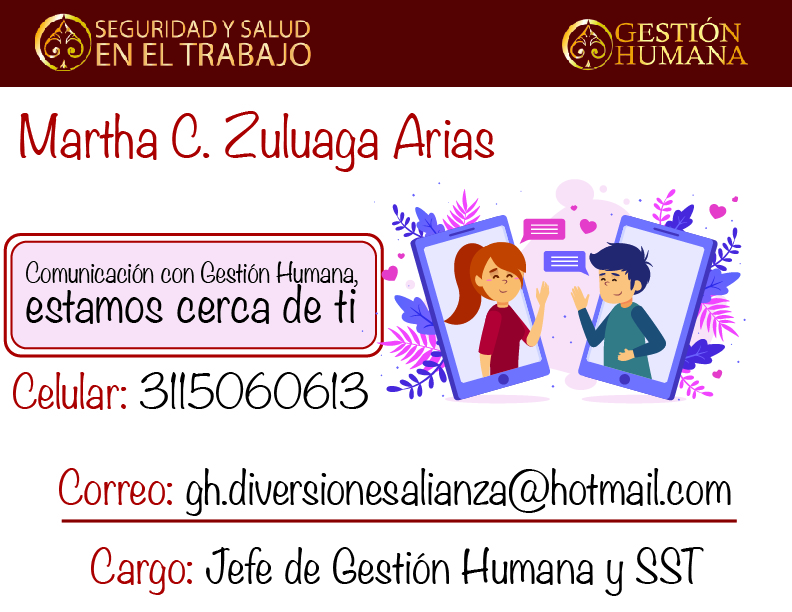 SEGURIDAD Y SALUD
EN EL TRABAJO
GESTIÓN
HUMANA
Martha C. Zuluaga Arias
Comunicación con Gestión Humana,
estamos cerca de ti
Celular: 3115060613
Correo: gh.diversionesalianza@hotmail.com
Cargo: Jefe de Gestión Humana y SST